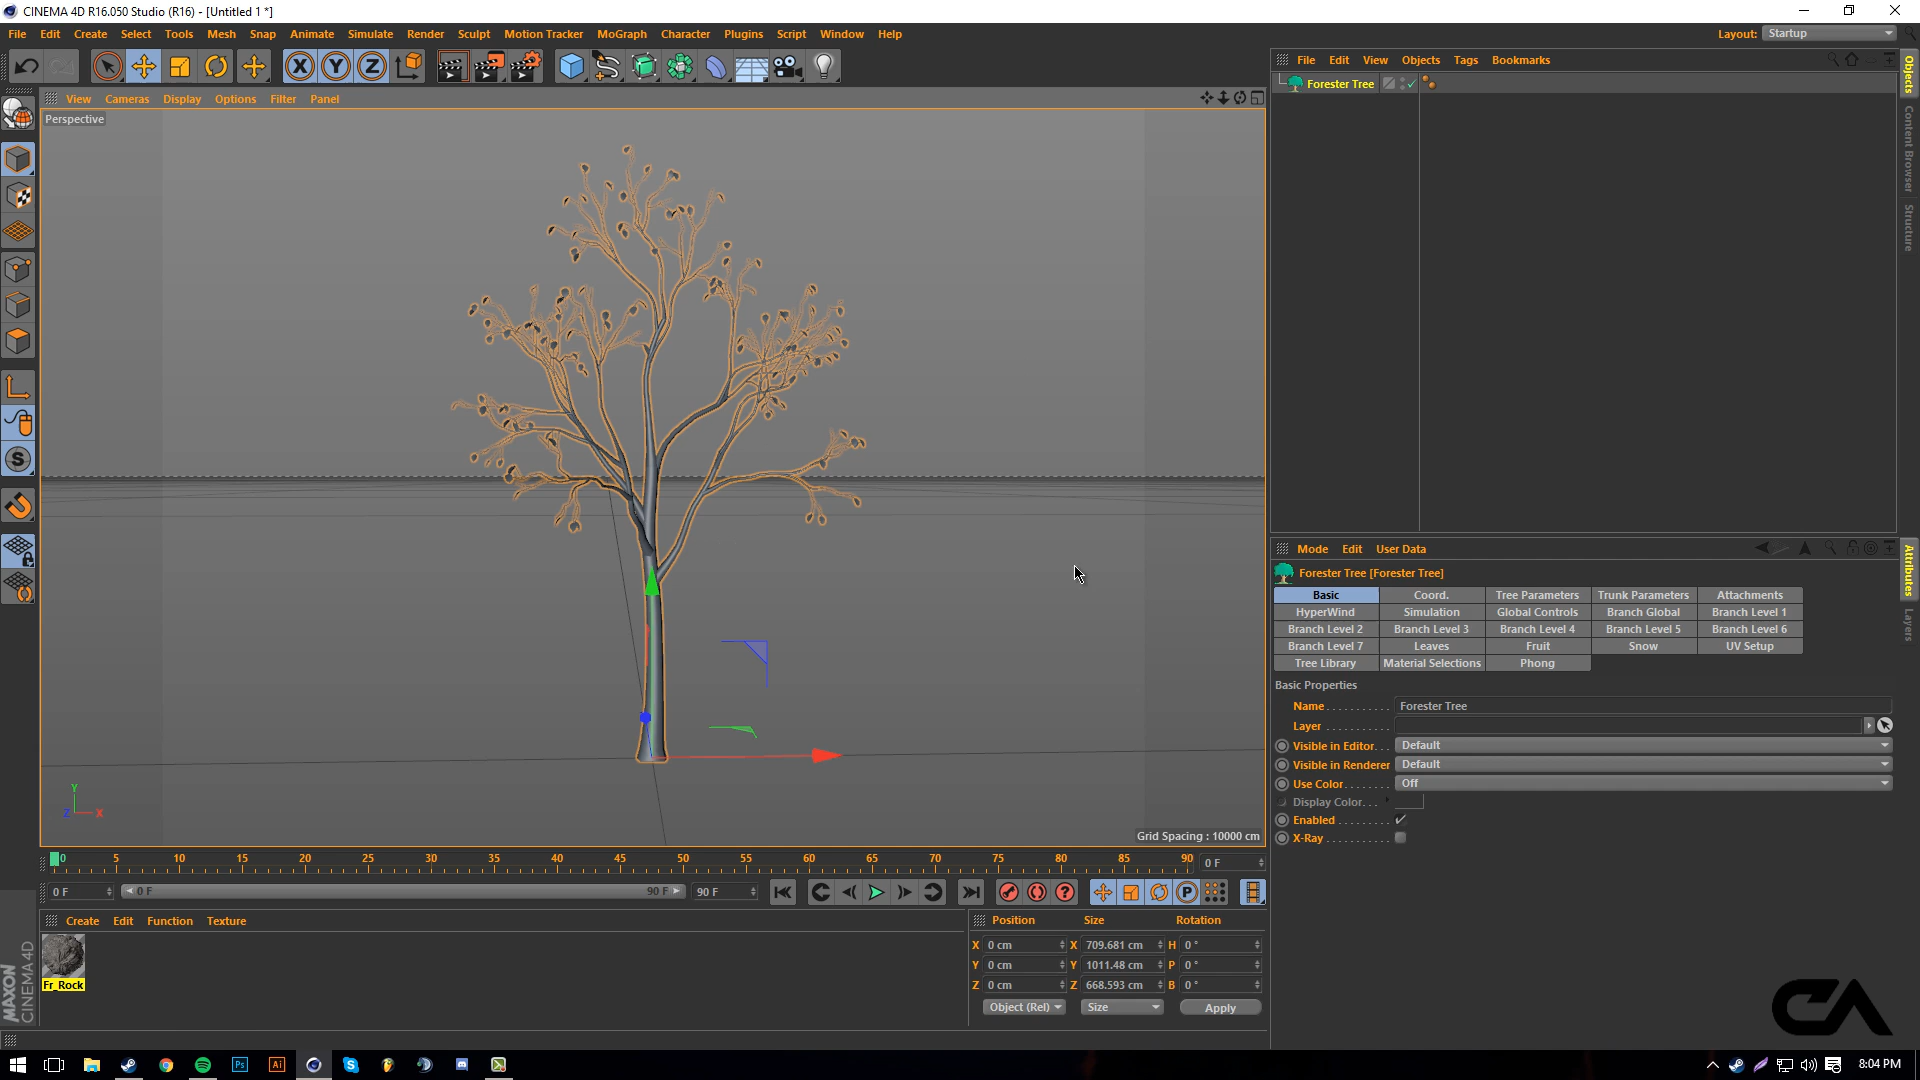 CINEMA 4D R16.050 Studio (R16) - [Untitled 1 *]
File Edit Create Select Tools Mesh Snap Animate Simulate Render Sculpt Motion Tracker MoGraph Character Plugins Script Window Help
Layout: Startup
X Y Z
View Cameras Display Options Filter Panel
Perspective
File Edit View Objects Tags Bookmarks
Forester Tree
Objects
Content Browser
Structure
S
Y
Z X
Grid Spacing : 10000 cm
Mode Edit User Data
Forester Tree [Forester Tree]
Basic Coord. Tree Parameters Trunk Parameters Attachments
HyperWind Simulation Global Controls Branch Global Branch Level 1
Branch Level 2 Branch Level 3 Branch Level 4 Branch Level 5 Branch Level 6
Branch Level 7 Leaves Fruit Snow UV Setup
Tree Library Material Selections Phong
Basic Properties
Name . . . . . . . . . . . Forester Tree
Layer . . . . . . . . . . .
Visible in Editor. . . Default
Visible in Renderer Default
Use Color. . . . . . . . Off
Display Color. . .
Enabled . . . . . . . . .
X-Ray . . . . . . . . . . .
Attributes
Layers
0 5 10 15 20 25 30 35 40 45 50 55 60 65 70 75 80 85 90 0 F
0 F 0 F 90 F 90 F ? P
Create Edit Function Texture
Fr_Rock
Position Size Rotation
X 0 cm X 709.681 cm H 0 °
Y 0 cm Y 1011.48 cm P 0 °
Z 0 cm Z 668.593 cm B 0 °
Object (Rel) Size Apply
MAXON
CINEMA 4D
CA
Ps Ai S
8:04 PM